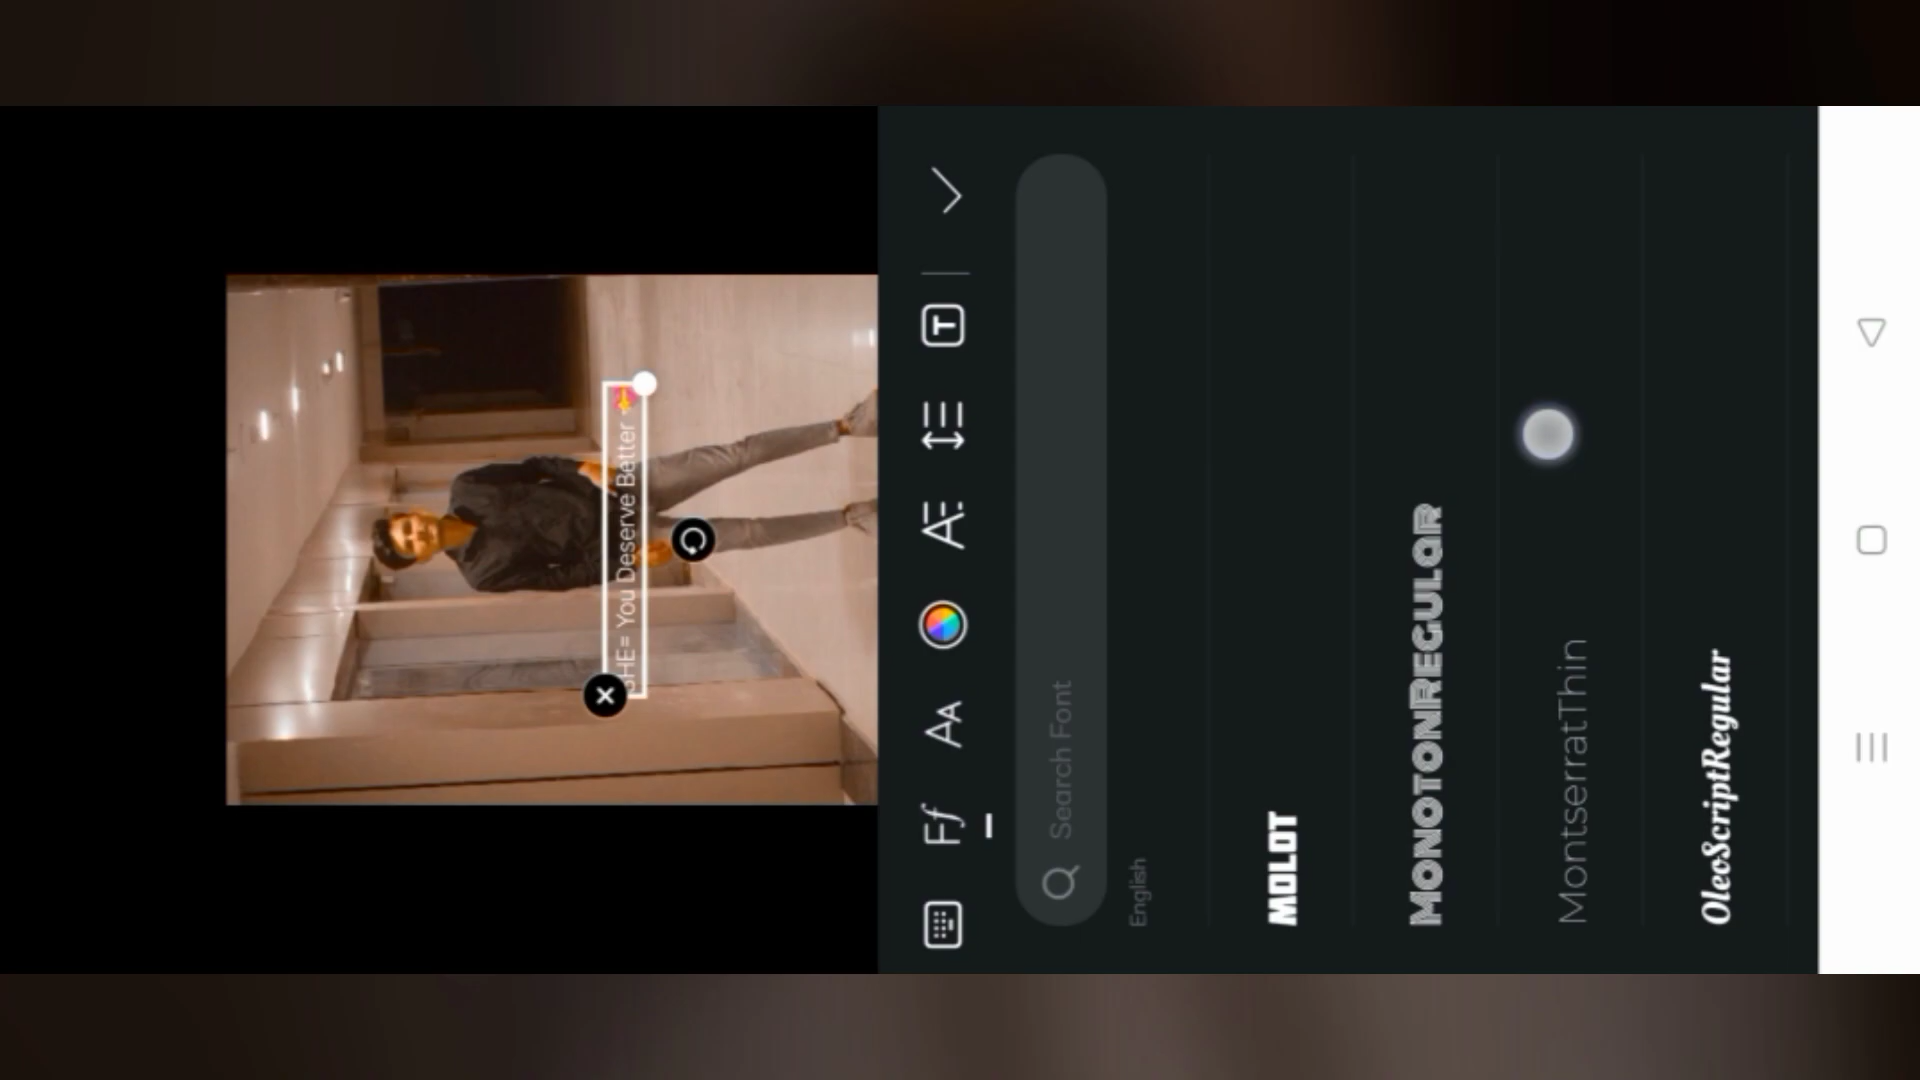 SHE= You Deserve Better
Search Font
English
MOLOT
MONOTONREGULAR
MontserratThin
OleoScriptRegular